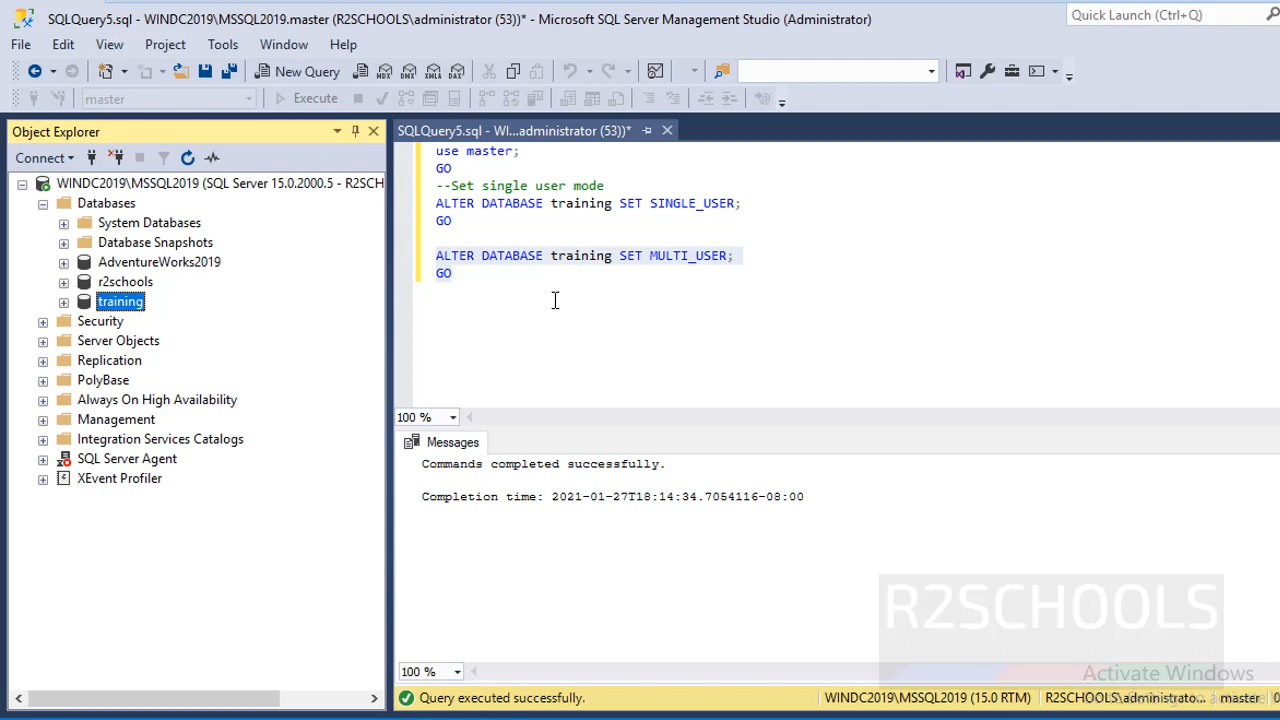 SQLQuery5.sql - WINDC2019\MSSQL2019.master (R2SCHOOLS\administrator (53))* - Microsoft SQL Server Management Studio (Administrator)
Quick Launch (Ctrl+Q)
File Edit View Project Tools Window Help
New Query
MDX DMX XMLA DAX
master
Execute
Object Explorer
SQLQuery5.sql - WI...administrator (53))*
Connect
WINDC2019\MSSQL2019 (SQL Server 15.0.2000.5 - R2SCH
Databases
System Databases
Database Snapshots
AdventureWorks2019
r2schools
training
Security
Server Objects
Replication
PolyBase
Always On High Availability
Management
Integration Services Catalogs
SQL Server Agent
XEvent Profiler
use master;
GO
--Set single user mode
ALTER DATABASE training SET SINGLE_USER;
GO
ALTER DATABASE training SET MULTI_USER;
GO
100 %
Messages
Commands completed successfully.
Completion time: 2021-01-27T18:14:34.7054116-08:00
R2SCHOOLS
Activate Windows
100 %
Query executed successfully.
WINDC2019\MSSQL2019 (15.0 RTM)
R2SCHOOLS\administrato...
master